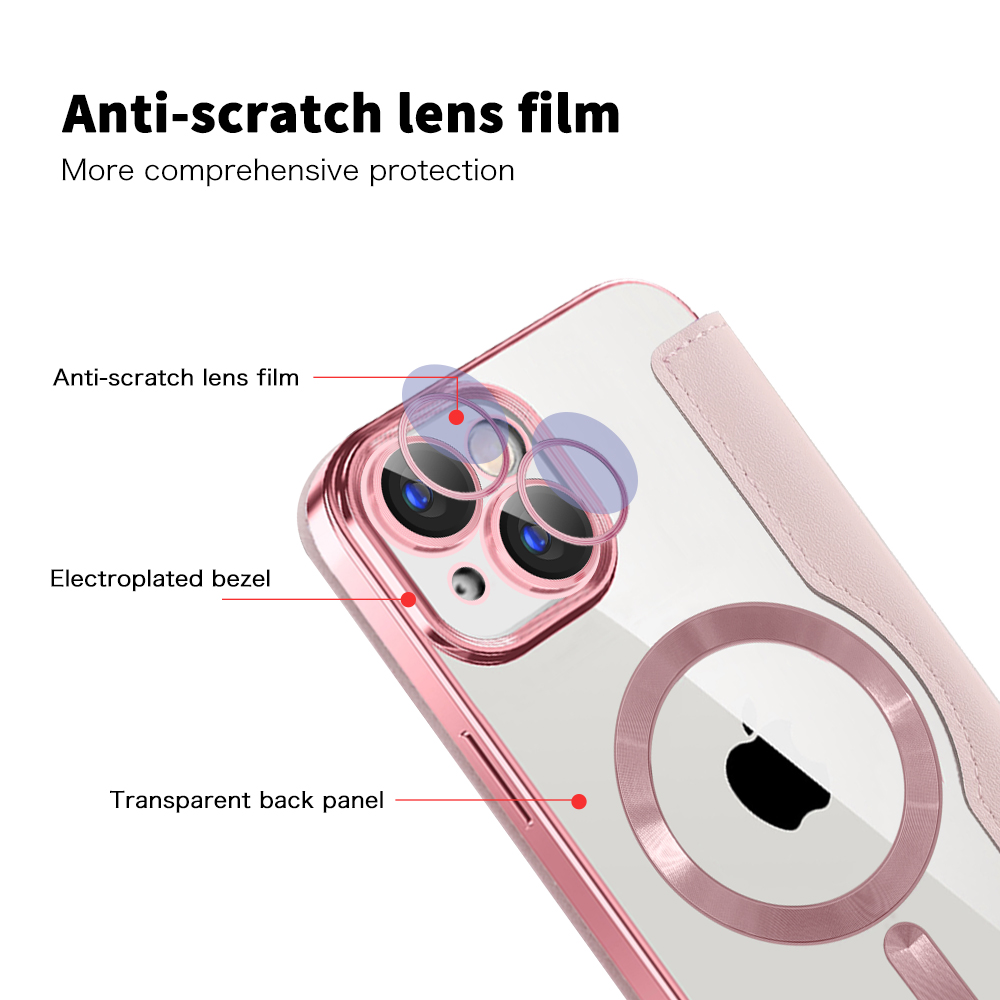 Anti-scratch lens film
More comprehensive protection
Anti-scratch lens film
Electroplated bezel
Transparent back panel